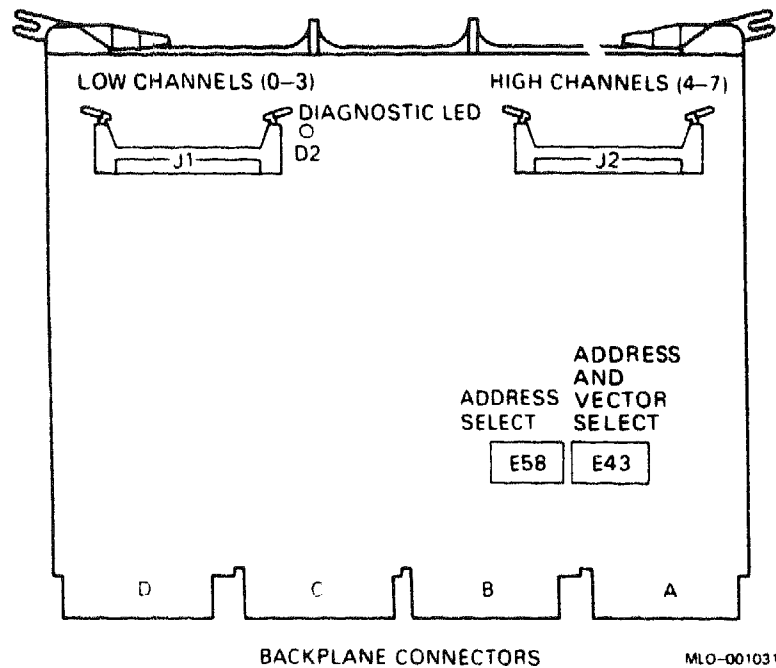 LOW CHANNELS (0–3)
HIGH CHANNELS (4–7)
DIAGNOSTIC LED
D2
J1
J2
ADDRESS
SELECT
ADDRESS
AND
VECTOR
SELECT
E58
E43
D
C
B
A
BACKPLANE CONNECTORS
MLO-001031